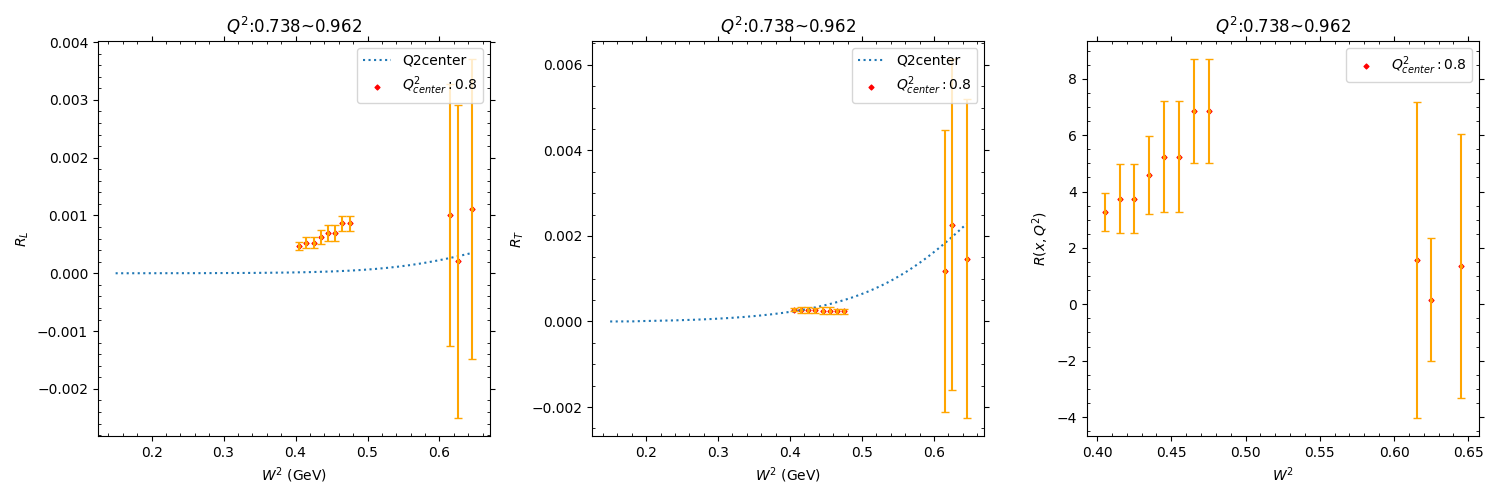 Q²:0.738~0.962
Q2center
Q²center : 0.8
R_L
0.004
0.003
0.002
0.001
0.000
−0.001
−0.002
0.2 0.3 0.4 0.5 0.6
W² (GeV)
Q²:0.738~0.962
Q2center
Q²center : 0.8
R_T
0.006
0.004
0.002
0.000
−0.002
0.2 0.3 0.4 0.5 0.6
W² (GeV)
Q²:0.738~0.962
Q²center : 0.8
R(x, Q²)
8
6
4
2
0
−2
−4
0.40 0.45 0.50 0.55 0.60 0.65
W²